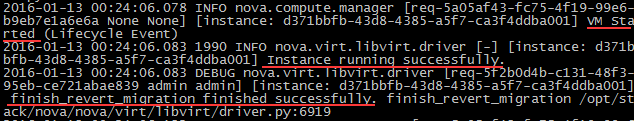 2016-01-13 00:24:06.078 INFO nova.compute.manager [req-5a05af43-fc75-4f19-99e6-
b9eb7e1a6e6a None None] [instance: d371bbfb-43d8-4385-a5f7-ca3f4ddba001] VM Sta
rted (Lifecycle Event)
2016-01-13 00:24:06.083 1990 INFO nova.virt.libvirt.driver [-] [instance: d371b
bfb-43d8-4385-a5f7-ca3f4ddba001] Instance running successfully.
2016-01-13 00:24:06.083 DEBUG nova.virt.libvirt.driver [req-5f2b0d4b-c131-48f3-
95eb-ce721abae839 admin admin] [instance: d371bbfb-43d8-4385-a5f7-ca3f4ddba001]
 finish_revert_migration finished successfully. finish_revert_migration /opt/st
ack/nova/nova/virt/libvirt/driver.py:6919